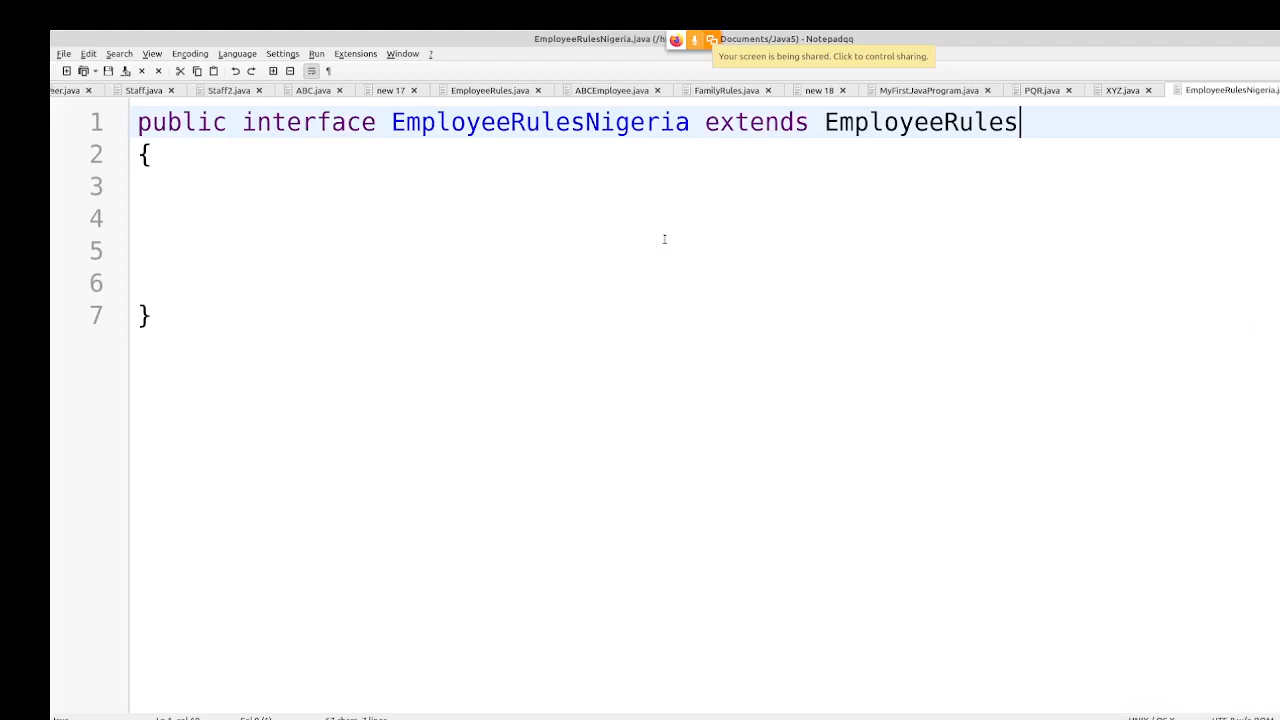 EmployeeRulesNigeria.java (/h Documents/Java5) - Notepadqq
File Edit Search View Encoding Language Settings Run Extensions Window ?
Your screen is being shared. Click to control sharing.
eer.java Staff.java Staff2.java ABC.java new 17 EmployeeRules.java ABCEmployee.java FamilyRules.java new 18 MyFirstJavaProgram.java PQR.java XYZ.java EmployeeRulesNigeria.j
1 public interface EmployeeRulesNigeria extends EmployeeRules
2 {
3
4
5
6
7 }